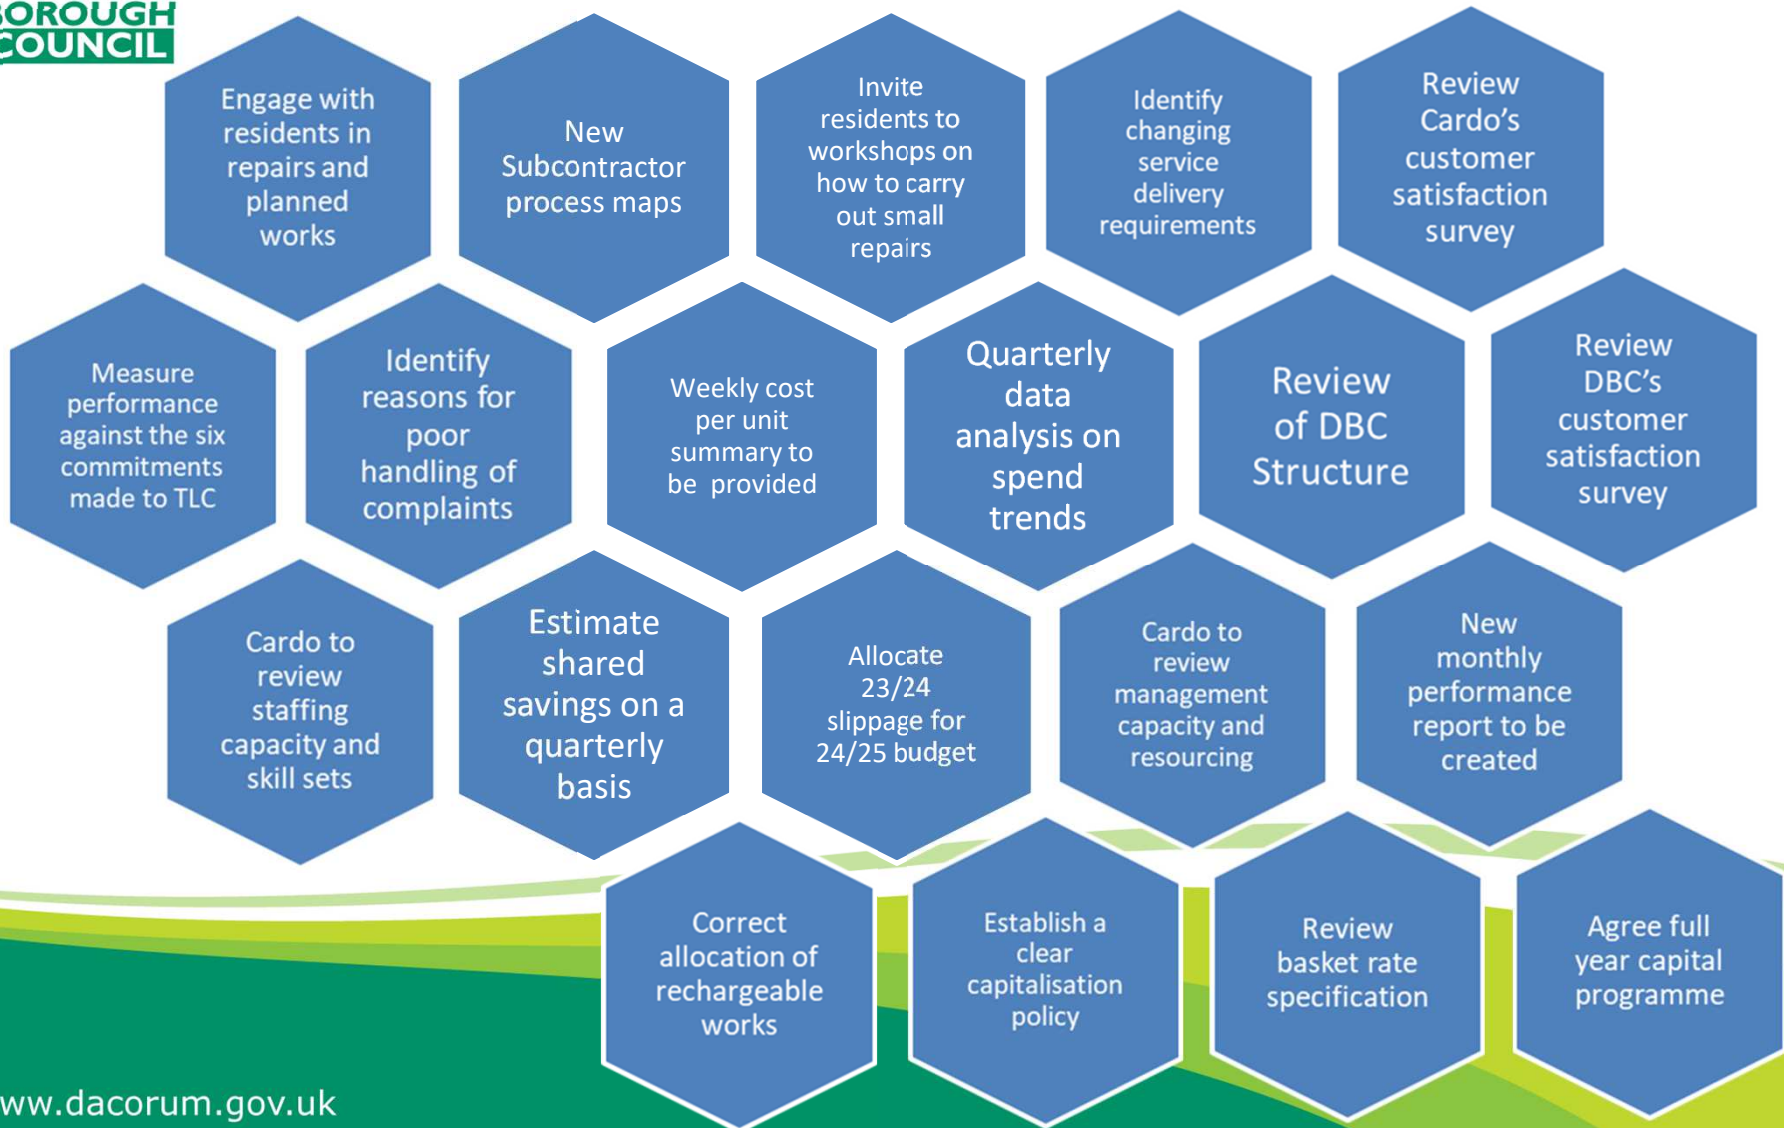 BOROUGH
COUNCIL
Engage with
residents in
repairs and
planned
works
New
Subcontractor
process maps
Invite
residents to
workshops on
how to carry
out small
repairs
Identify
changing
service
delivery
requirements
Review
Cardo’s
customer
satisfaction
survey
Measure
performance
against the six
commitments
made to TLC
Identify
reasons for
poor
handling of
complaints
Weekly cost
per unit
summary to
be provided
Quarterly
data
analysis on
spend
trends
Review
of DBC
Structure
Review
DBC’s
customer
satisfaction
survey
Cardo to
review
staffing
capacity and
skill sets
Estimate
shared
savings on a
quarterly
basis
Allocate
23/24
slippage for
24/25 budget
Cardo to
review
management
capacity and
resourcing
New
monthly
performance
report to be
created
Correct
allocation of
rechargeable
works
Establish a
clear
capitalisation
policy
Review
basket rate
specification
Agree full
year capital
programme
ww.dacorum.gov.uk